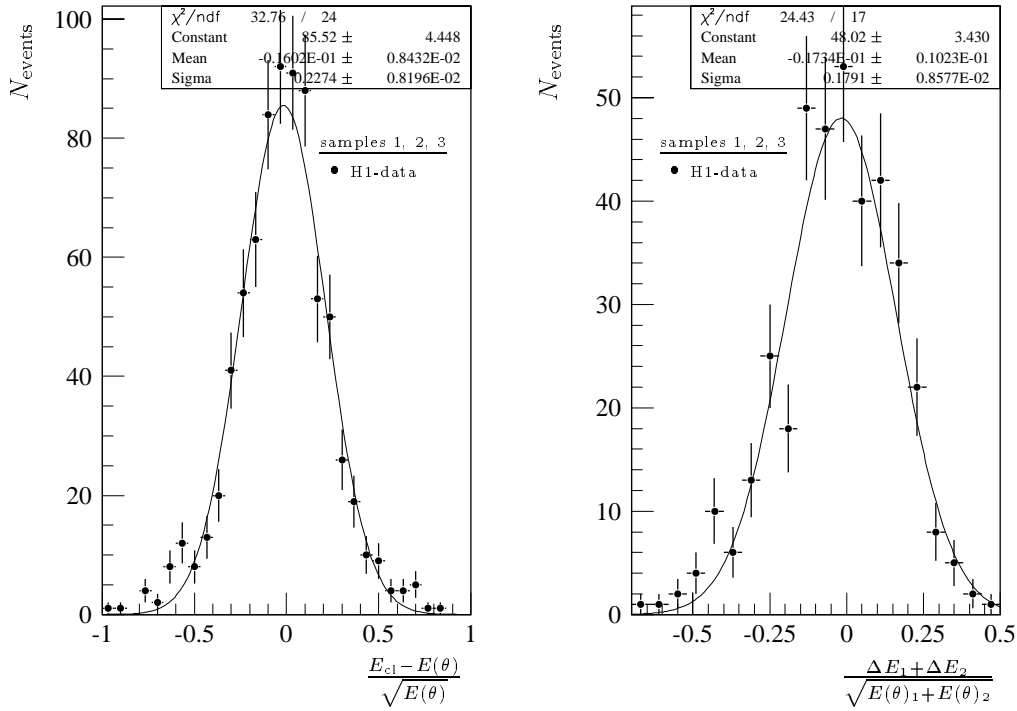 χ²/ndf 32.76 / 24
Constant 85.52 ± 4.448
Mean -0.1602E-01 ± 0.8432E-02
Sigma 0.2274 ± 0.8196E-02
samples 1, 2, 3
H1-data
N_events
100
80
60
40
20
0
-1 -0.5 0 0.5 1
E_cl − E(θ)
√E(θ)
χ²/ndf 24.43 / 17
Constant 48.02 ± 3.430
Mean -0.1734E-01 ± 0.1023E-01
Sigma 0.1791 ± 0.8577E-02
samples 1, 2, 3
H1-data
N_events
50
40
30
20
10
0
-0.5 -0.25 0 0.25 0.5
ΔE₁+ΔE₂
√E(θ)₁+E(θ)₂